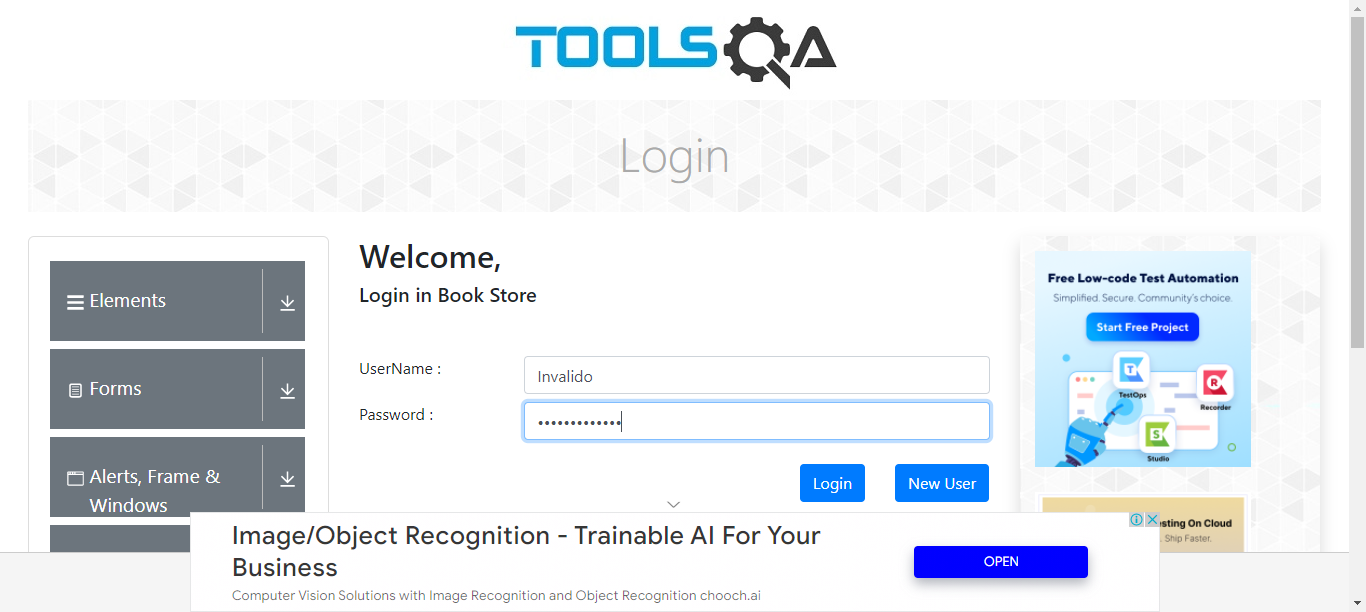 TOOLSQA
Login
Elements
Forms
Alerts, Frame &
Windows
Welcome,
Login in Book Store
UserName :
Invalido
Password :
•••••••••••••
Login
New User
Free Low-code Test Automation
Simplified. Secure. Community's choice.
Start Free Project
TestOps
Recorder
Studio
sting On Cloud
Ship Faster.
Image/Object Recognition - Trainable AI For Your
Business
Computer Vision Solutions with Image Recognition and Object Recognition chooch.ai
OPEN